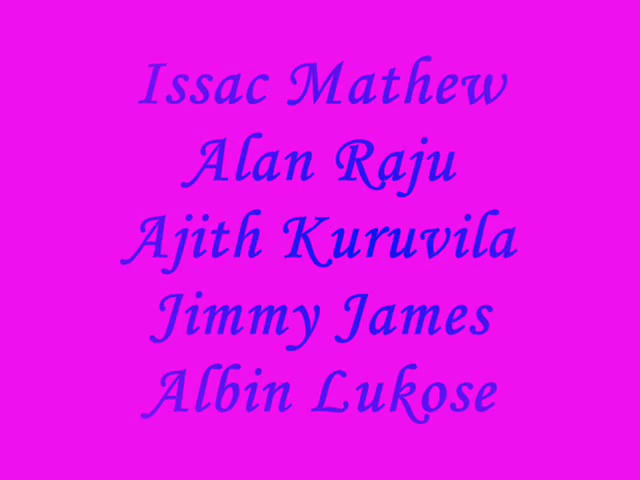 Issac Mathew
Alan Raju
Ajith Kuruvila
Jimmy James
Albin Lukose